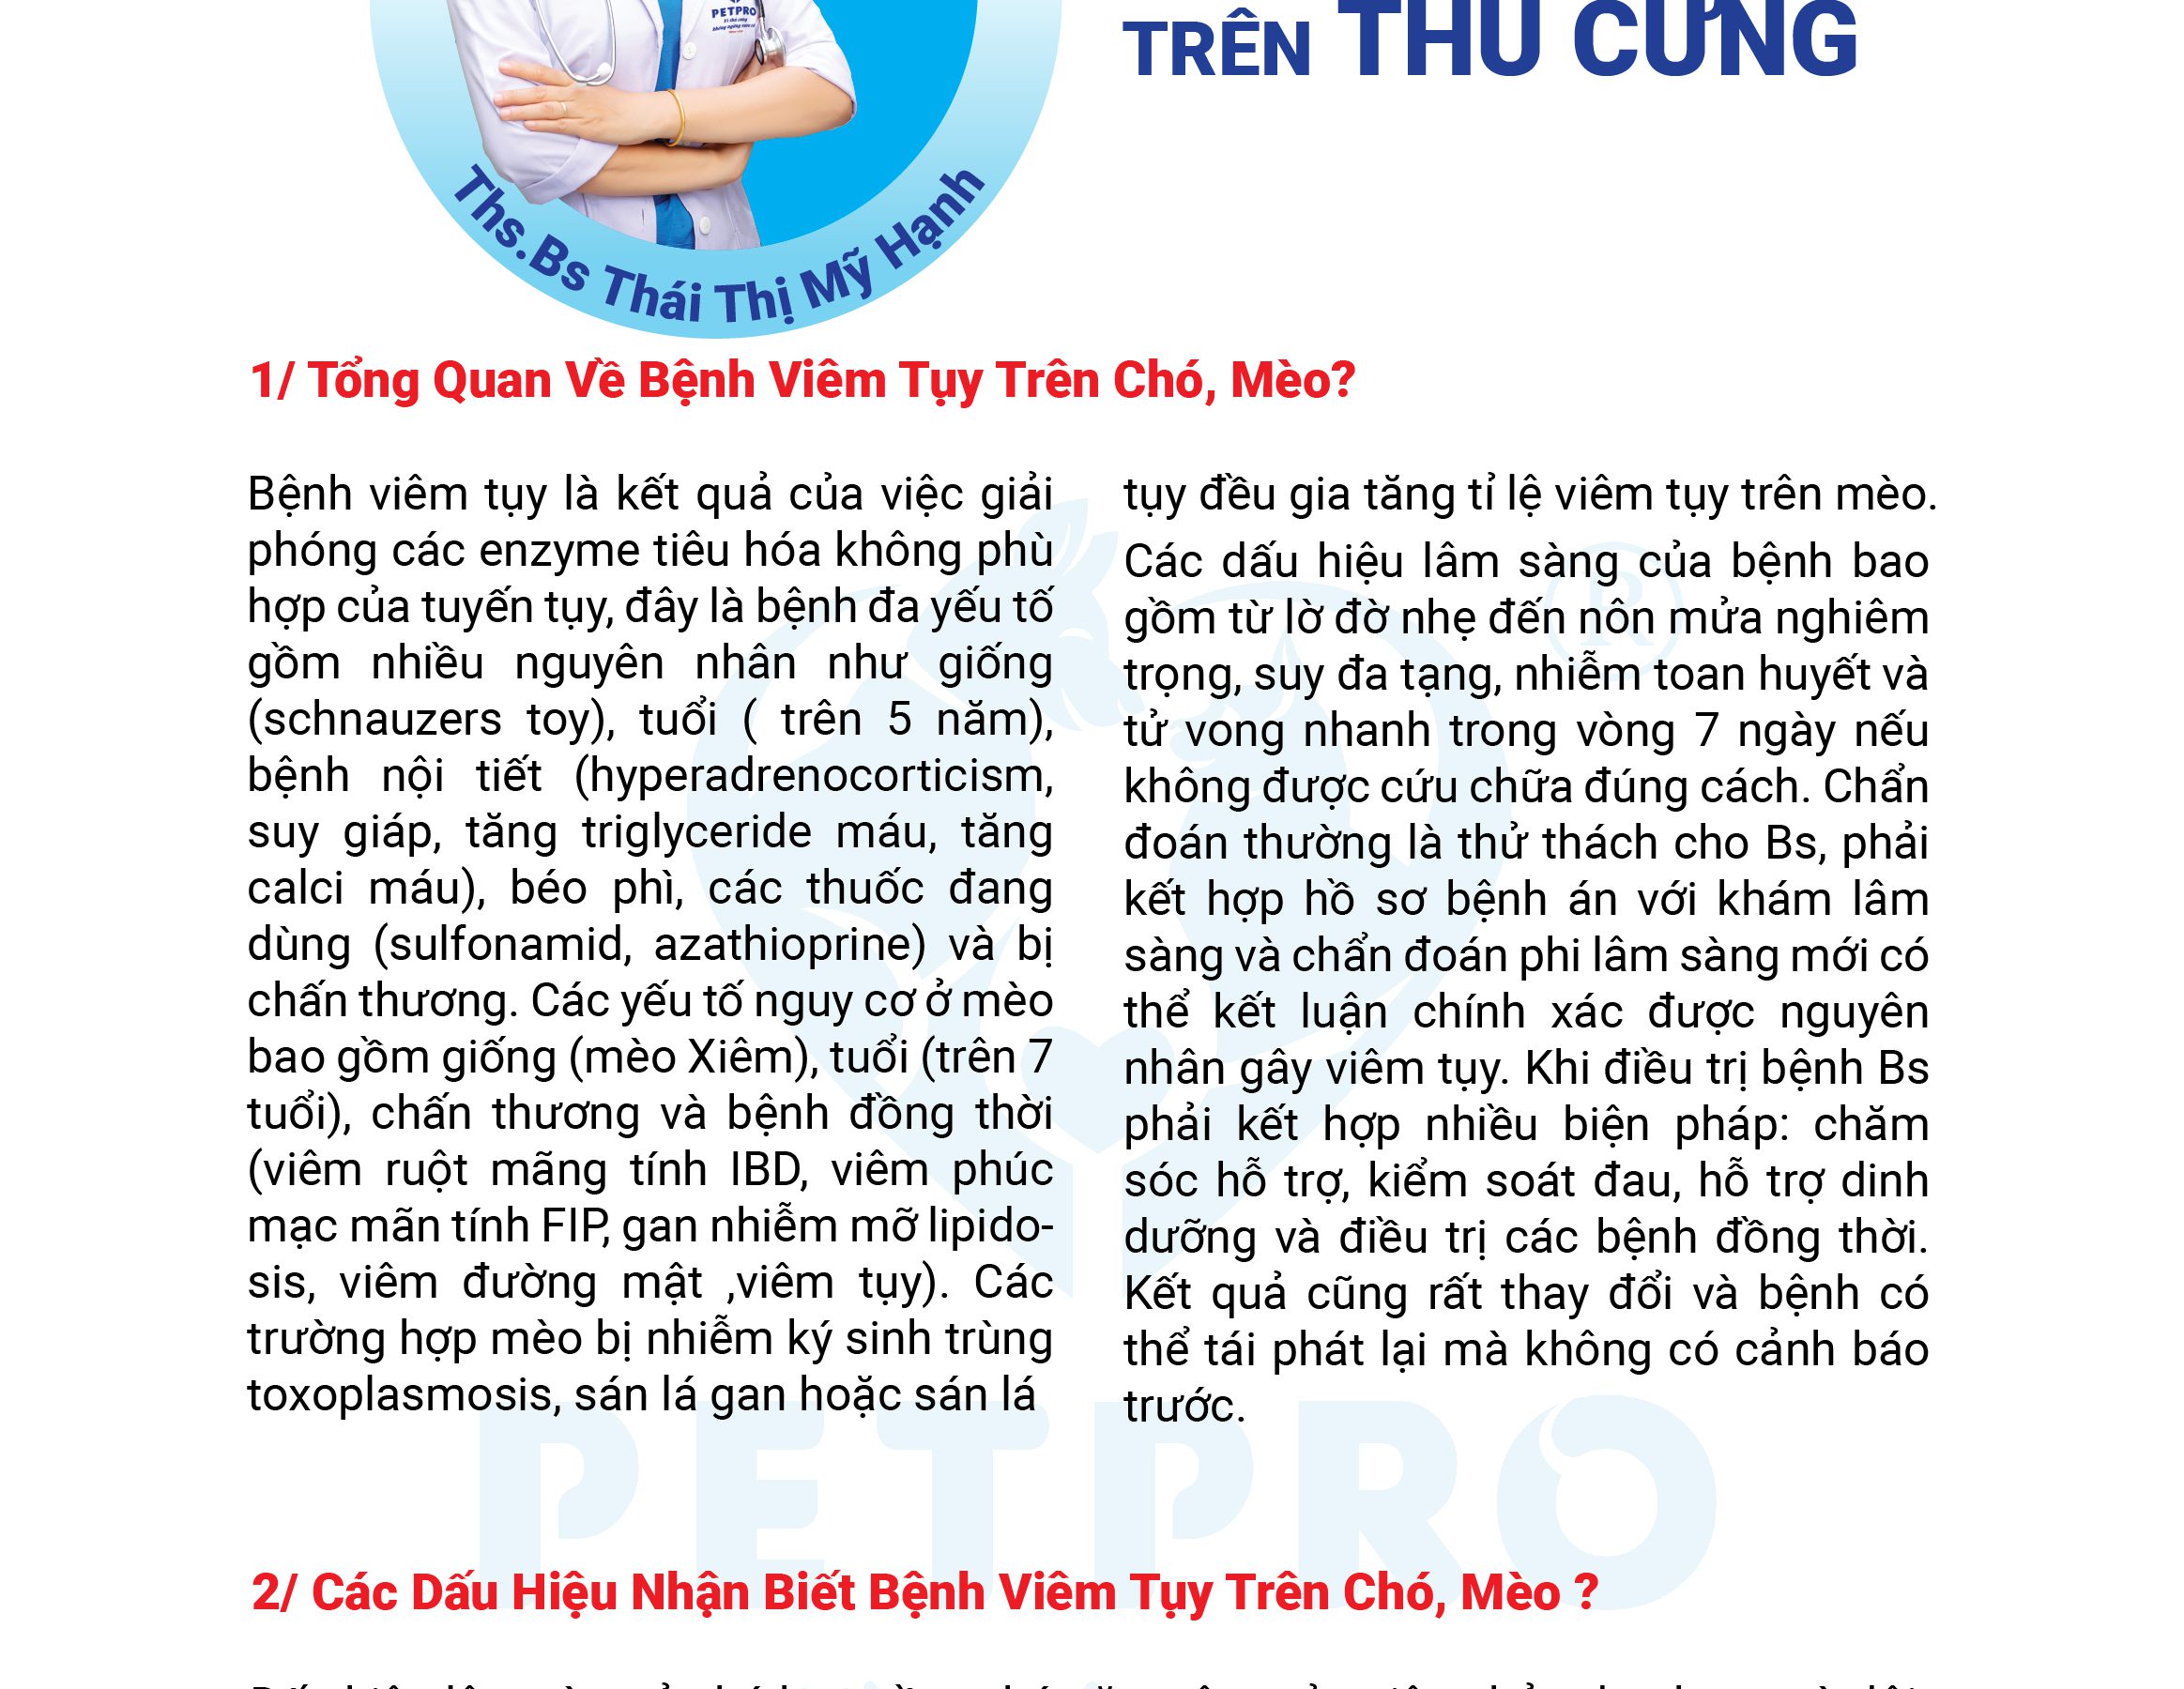 PETPRO
TRÊN THÚ CƯNG
Ths.Bs Thái Thị Mỹ Hạnh
1/ Tổng Quan Về Bệnh Viêm Tụy Trên Chó, Mèo?
Bệnh viêm tụy là kết quả của việc giải
phóng các enzyme tiêu hóa không phù
hợp của tuyến tụy, đây là bệnh đa yếu tố
gồm nhiều nguyên nhân như giống
(schnauzers toy), tuổi ( trên 5 năm),
bệnh nội tiết (hyperadrenocorticism,
suy giáp, tăng triglyceride máu, tăng
calci máu), béo phì, các thuốc đang
dùng (sulfonamid, azathioprine) và bị
chấn thương. Các yếu tố nguy cơ ở mèo
bao gồm giống (mèo Xiêm), tuổi (trên 7
tuổi), chấn thương và bệnh đồng thời
(viêm ruột mãng tính IBD, viêm phúc
mạc mãn tính FIP, gan nhiễm mỡ lipido-
sis, viêm đường mật ,viêm tụy). Các
trường hợp mèo bị nhiễm ký sinh trùng
toxoplasmosis, sán lá gan hoặc sán lá
tụy đều gia tăng tỉ lệ viêm tụy trên mèo.
Các dấu hiệu lâm sàng của bệnh bao
gồm từ lờ đờ nhẹ đến nôn mửa nghiêm
trọng, suy đa tạng, nhiễm toan huyết và
tử vong nhanh trong vòng 7 ngày nếu
không được cứu chữa đúng cách. Chẩn
đoán thường là thử thách cho Bs, phải
kết hợp hồ sơ bệnh án với khám lâm
sàng và chẩn đoán phi lâm sàng mới có
thể kết luận chính xác được nguyên
nhân gây viêm tụy. Khi điều trị bệnh Bs
phải kết hợp nhiều biện pháp: chăm
sóc hỗ trợ, kiểm soát đau, hỗ trợ dinh
dưỡng và điều trị các bệnh đồng thời.
Kết quả cũng rất thay đổi và bệnh có
thể tái phát lại mà không có cảnh báo
trước.
®
PETPRO
2/ Các Dấu Hiệu Nhận Biết Bệnh Viêm Tụy Trên Chó, Mèo ?